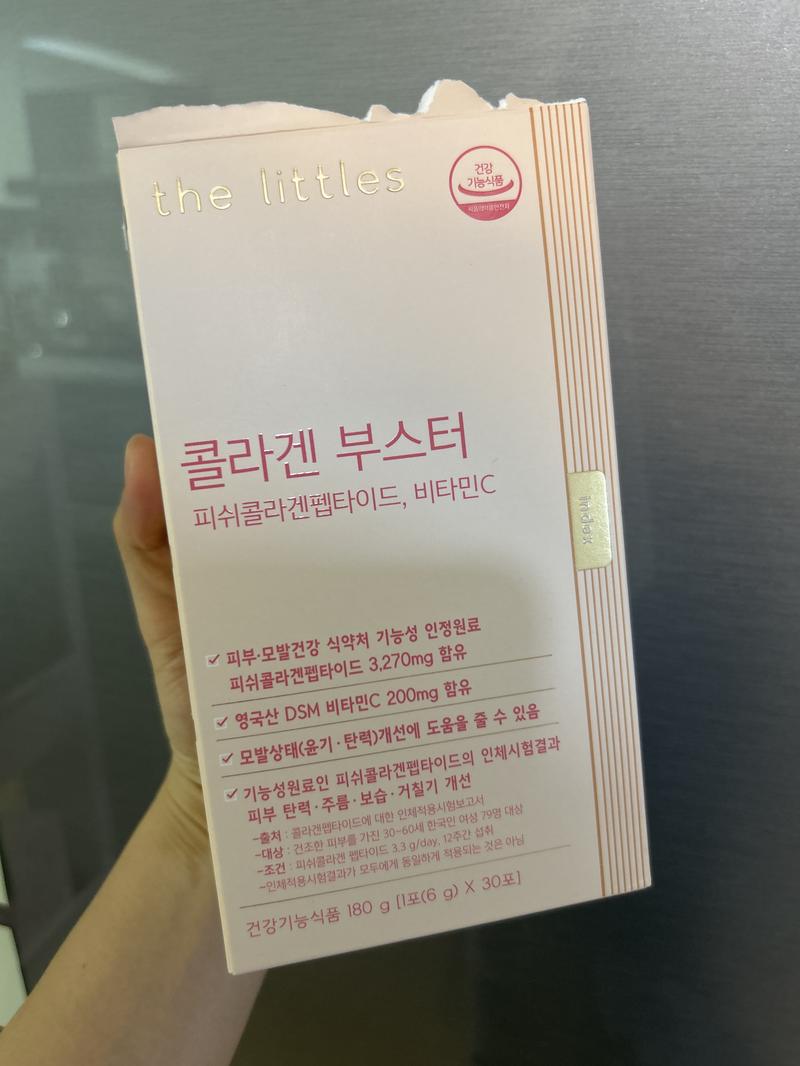 the littles
건강
기능식품
식품의약품안전처
콜라겐 부스터
피쉬콜라겐펩타이드, 비타민C
index
피부·모발건강 식약처 기능성 인정원료
피쉬콜라겐펩타이드 3,270mg 함유
영국산 DSM 비타민C 200mg 함유
모발상태(윤기·탄력)개선에 도움을 줄 수 있음
기능성원료인 피쉬콜라겐펩타이드의 인체시험결과
피부 탄력·주름·보습·거칠기 개선
-출처 : 콜라겐펩타이드에 대한 인체적용시험보고서
-대상 : 건조한 피부를 가진 30~60세 한국인 여성 79명 대상
-조건 : 피쉬콜라겐 펩타이드 3.3 g/day, 12주간 섭취
-인체적용시험결과가 모두에게 동일하게 적용되는 것은 아님
건강기능식품 180 g [1포(6 g) X 30포]